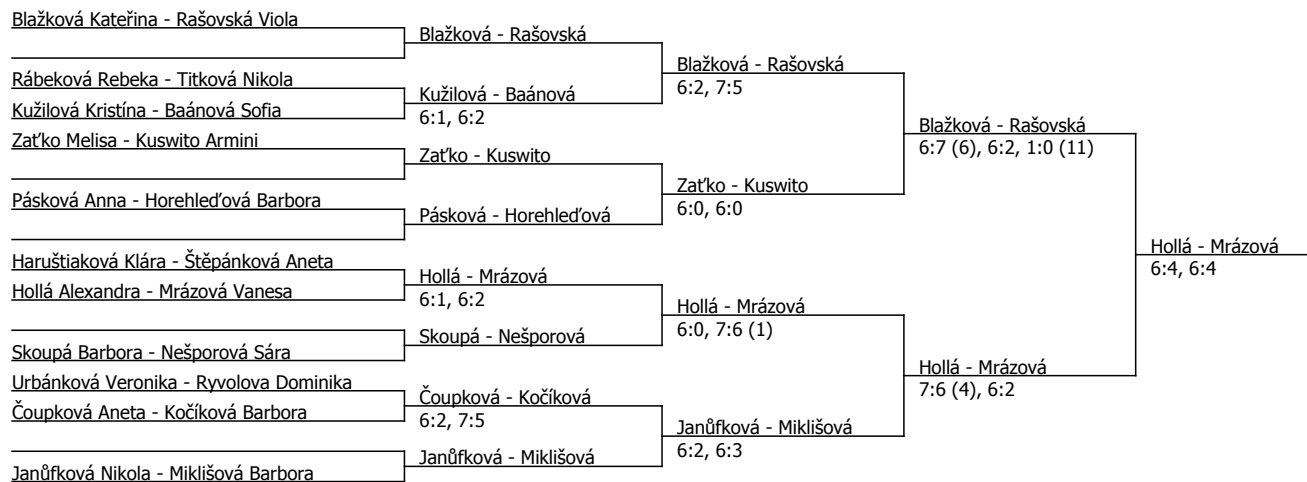 Blažková Kateřina - Rašovská Viola
Rábeková Rebeka - Titková Nikola
Kužilová Kristína - Baánová Sofia
Zaťko Melisa - Kuswito Armini
Pásková Anna - Horehleďová Barbora
Haruštiaková Klára - Štěpánková Aneta
Hollá Alexandra - Mrázová Vanesa
Skoupá Barbora - Nešporová Sára
Urbánková Veronika - Ryvolova Dominika
Čoupková Aneta - Kočíková Barbora
Janůfková Nikola - Miklišová Barbora
Blažková - Rašovská
Kužilová - Baánová
6:1, 6:2
Zaťko - Kuswito
Pásková - Horehleďová
Hollá - Mrázová
6:1, 6:2
Skoupá - Nešporová
Čoupková - Kočíková
6:2, 7:5
Janůfková - Miklišová
Blažková - Rašovská
6:2, 7:5
Zaťko - Kuswito
6:0, 6:0
Hollá - Mrázová
6:0, 7:6 (1)
Janůfková - Miklišová
6:2, 6:3
Blažková - Rašovská
6:7 (6), 6:2, 1:0 (11)
Hollá - Mrázová
7:6 (4), 6:2
Hollá - Mrázová
6:4, 6:4